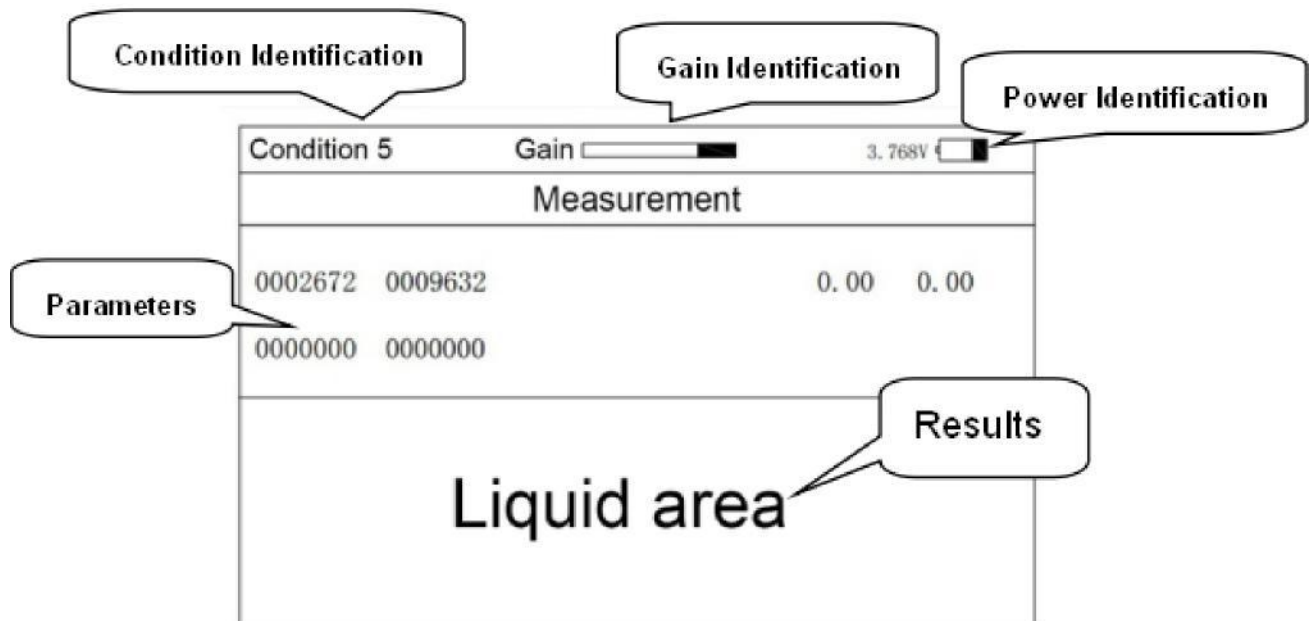 Condition Identification
Gain Identification
Power Identification
Condition 5 Gain 3.768V
Measurement
0002672 0009632 0.00 0.00
Parameters
0000000 0000000
Results
Liquid area